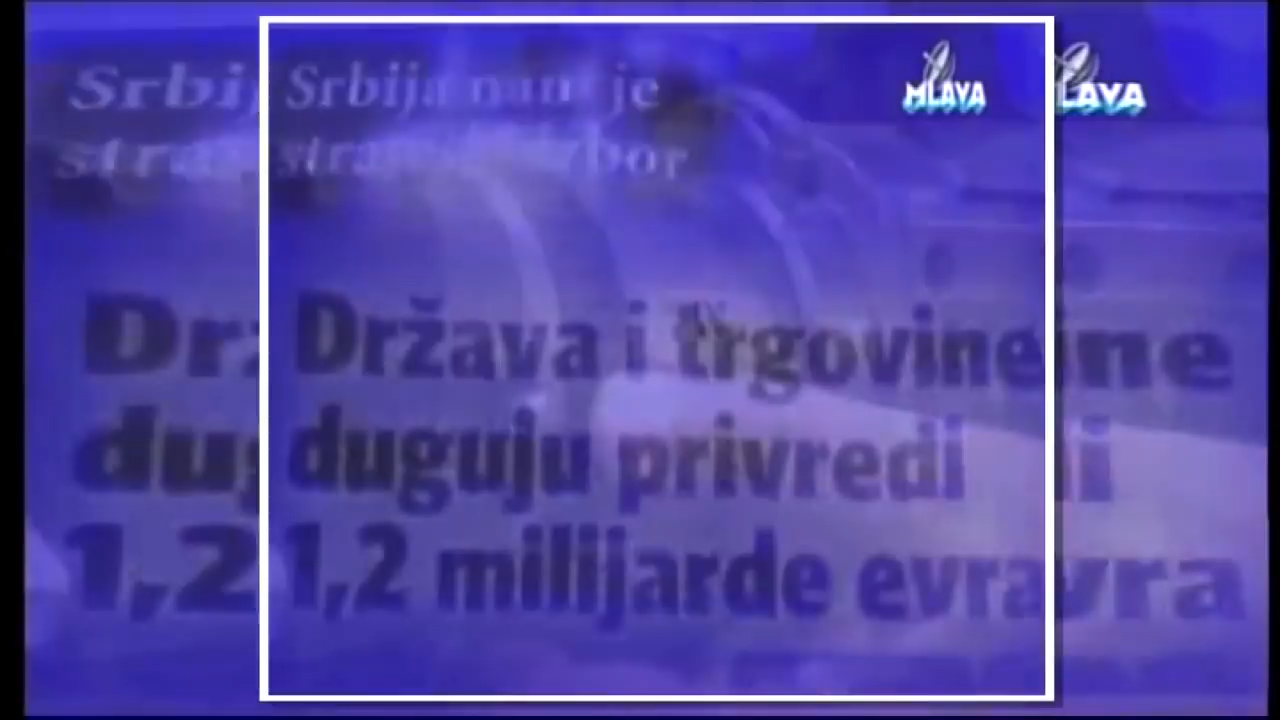 MLAVA
Srbija nam je
Država i trgovine
duguju privredi
1,2 milijarde evra